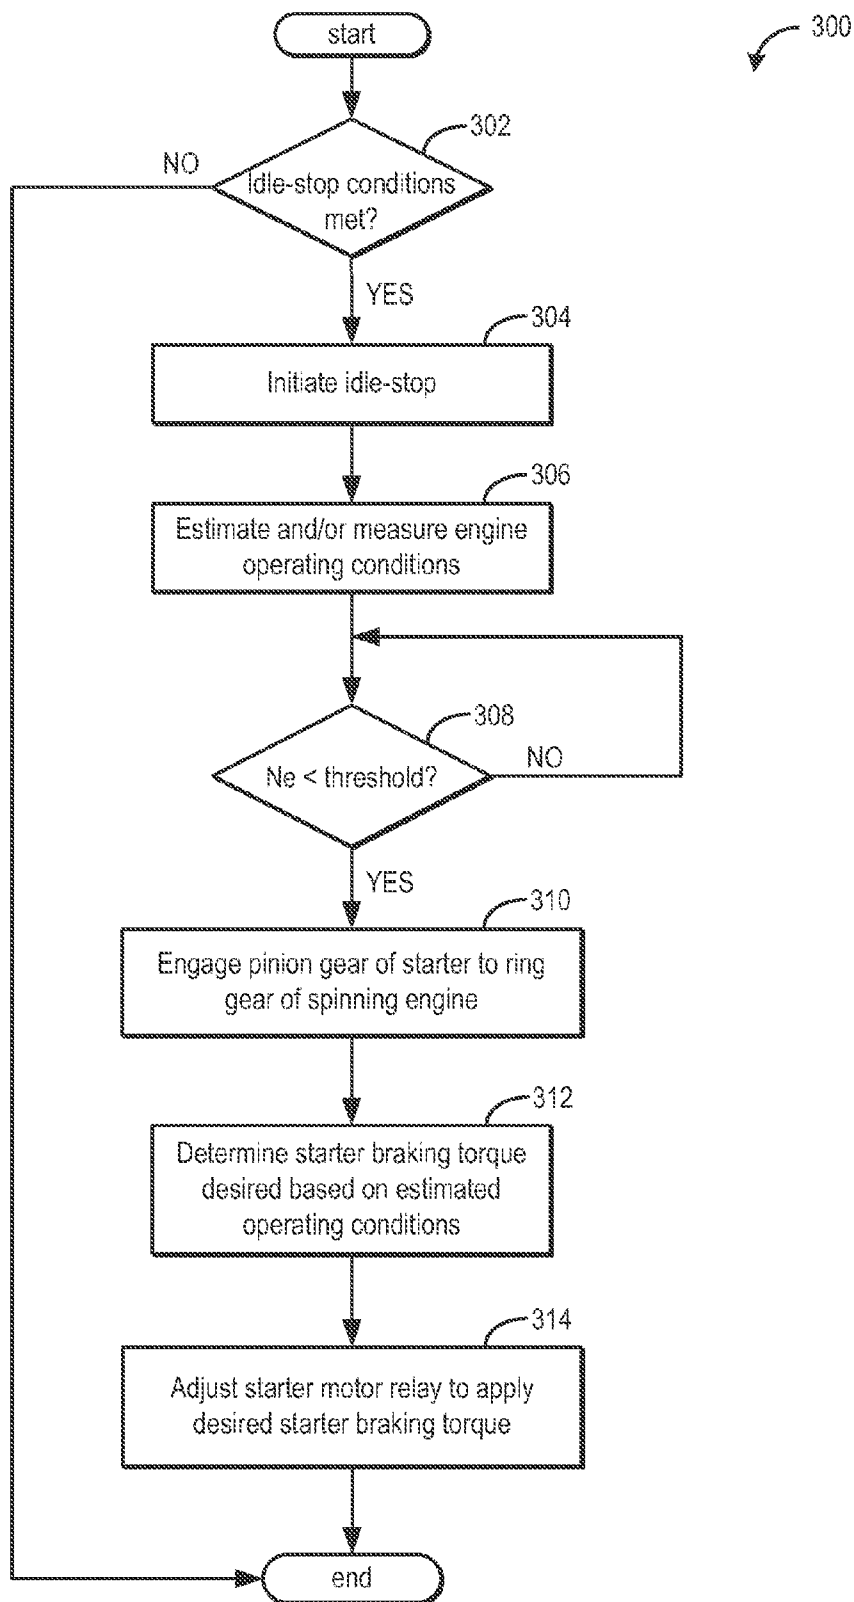 start
300
302
NO
Idle-stop conditions
met?
YES
304
Initiate idle-stop
306
Estimate and/or measure engine
operating conditions
308
Ne < threshold?
NO
YES
310
Engage pinion gear of starter to ring
gear of spinning engine
312
Determine starter braking torque
desired based on estimated
operating conditions
314
Adjust starter motor relay to apply
desired starter braking torque
end